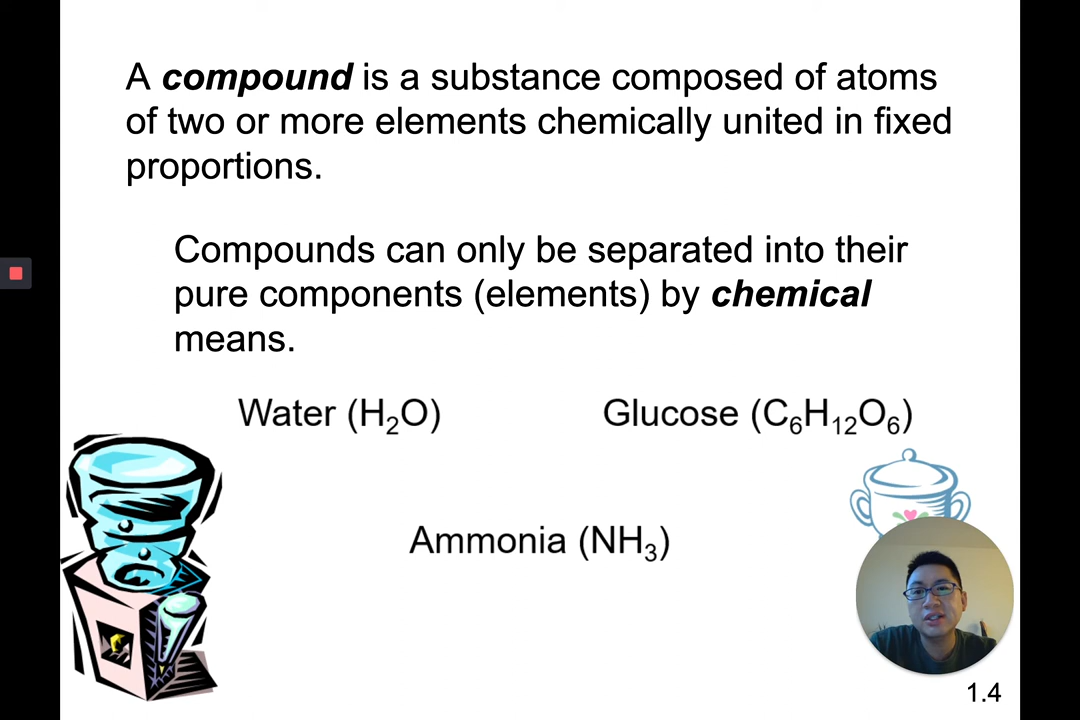 A compound is a substance composed of atoms
of two or more elements chemically united in fixed
proportions.
Compounds can only be separated into their
pure components (elements) by chemical
means.
Water (H₂O)
Glucose (C₆H₁₂O₆)
Ammonia (NH₃)
1.4